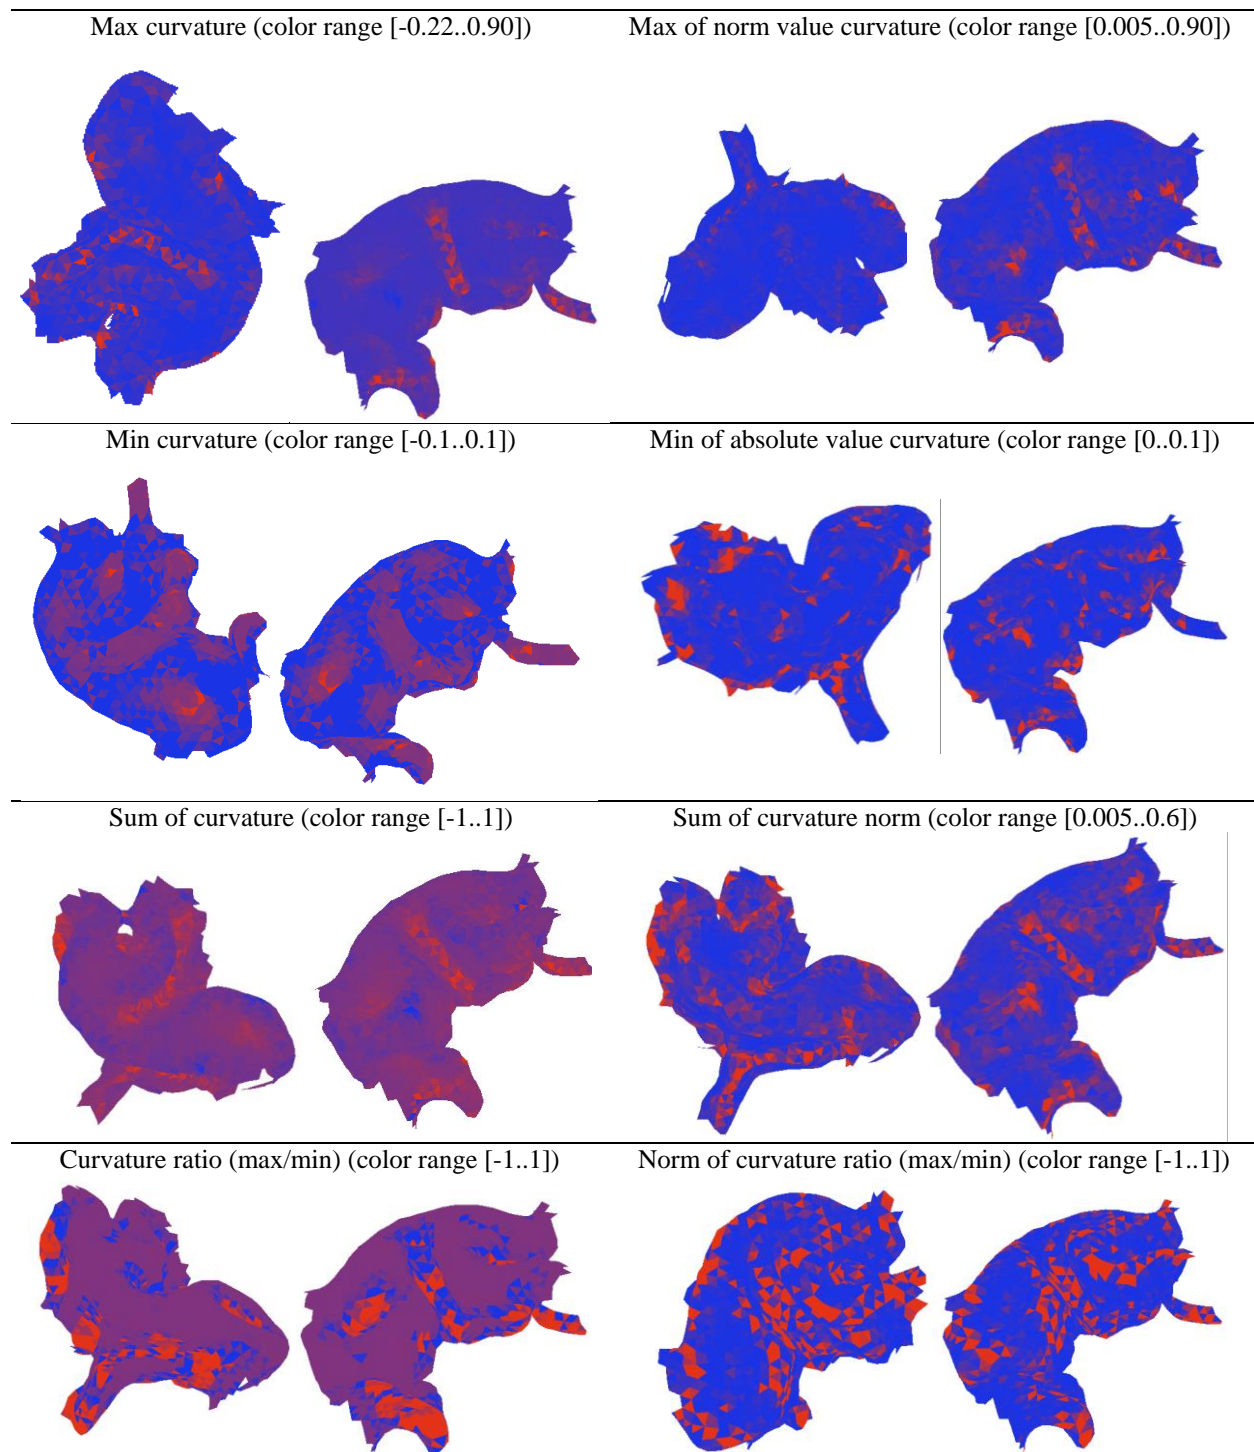 Max curvature (color range [-0.22..0.90])
Max of norm value curvature (color range [0.005..0.90])
Min curvature (color range [-0.1..0.1])
Min of absolute value curvature (color range [0..0.1])
Sum of curvature (color range [-1..1])
Sum of curvature norm (color range [0.005..0.6])
Curvature ratio (max/min) (color range [-1..1])
Norm of curvature ratio (max/min) (color range [-1..1])